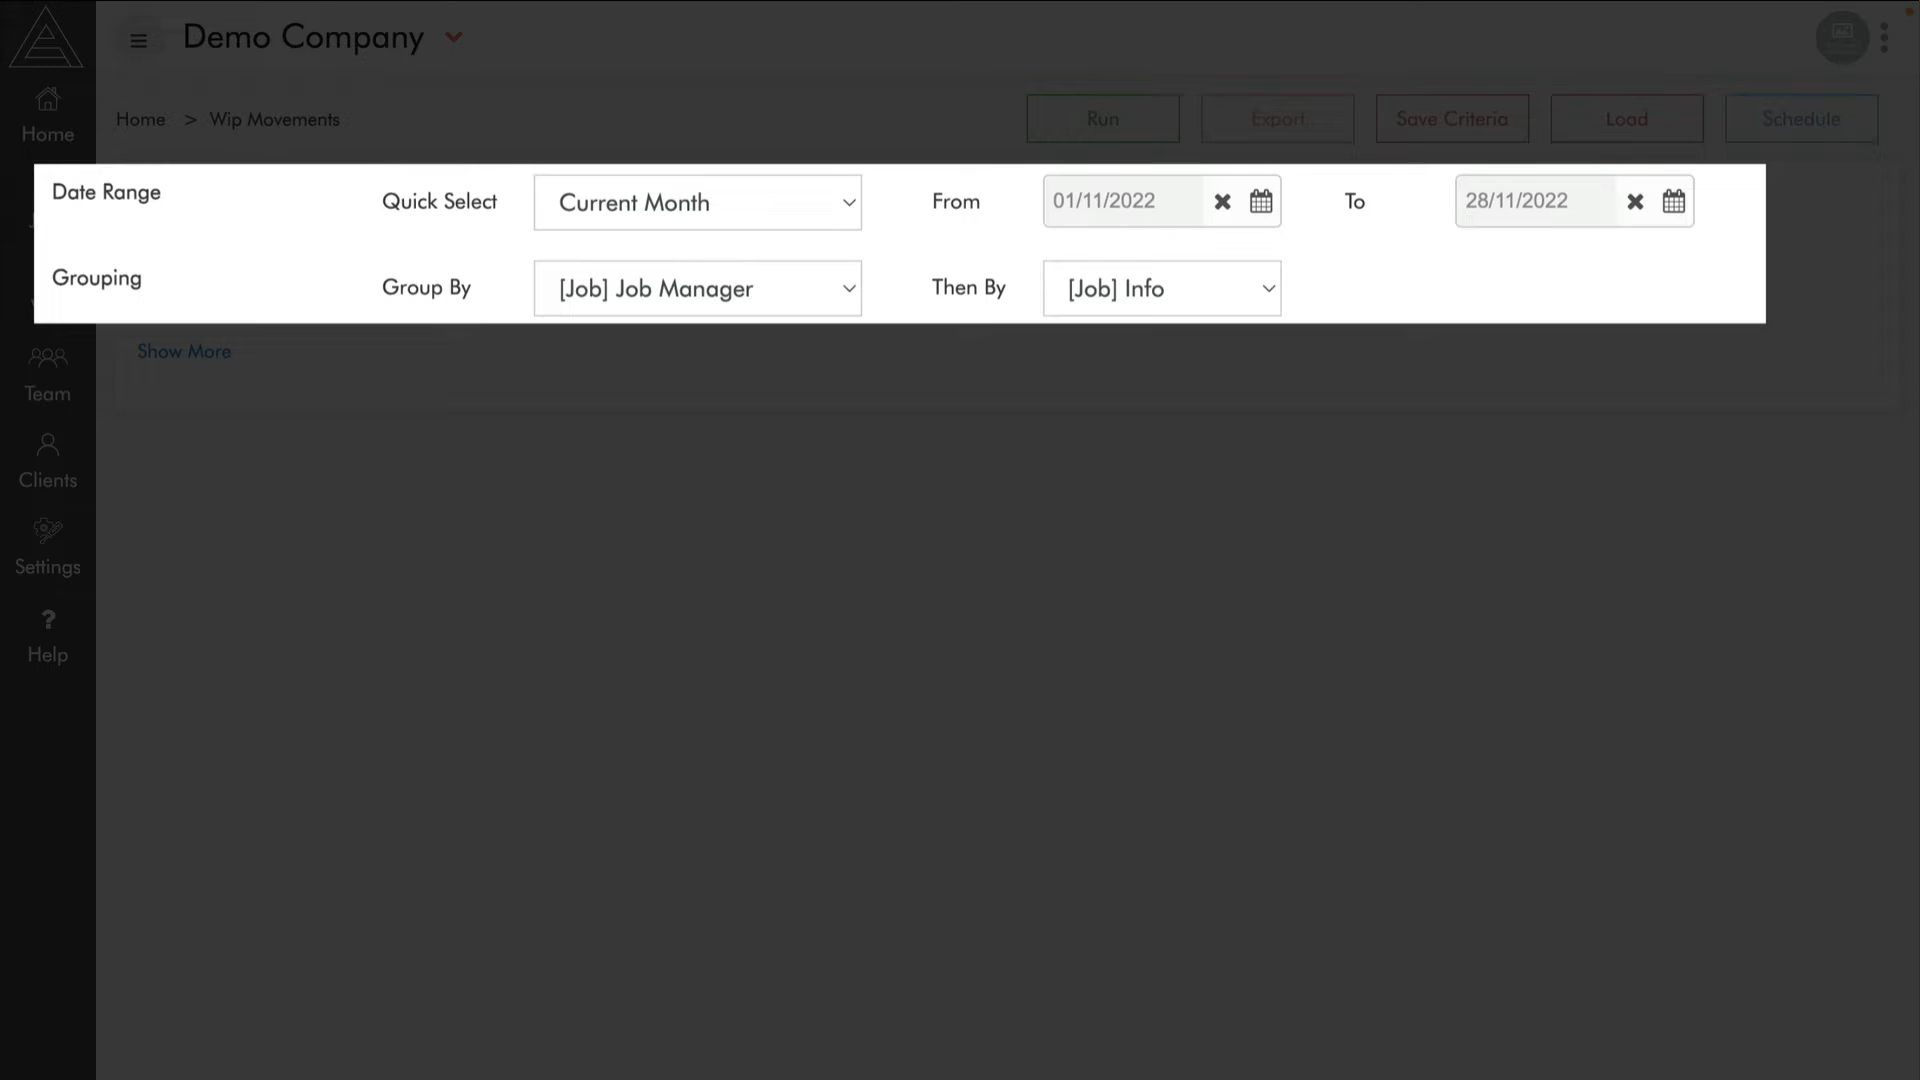 Demo Company
Home
Home > Wip Movements
Run
Export
Save Criteria
Load
Schedule
Date Range
Quick Select
Current Month
From
01/11/2022
To
28/11/2022
Grouping
Group By
[Job] Job Manager
Then By
[Job] Info
Show More
Team
Clients
Settings
? Help